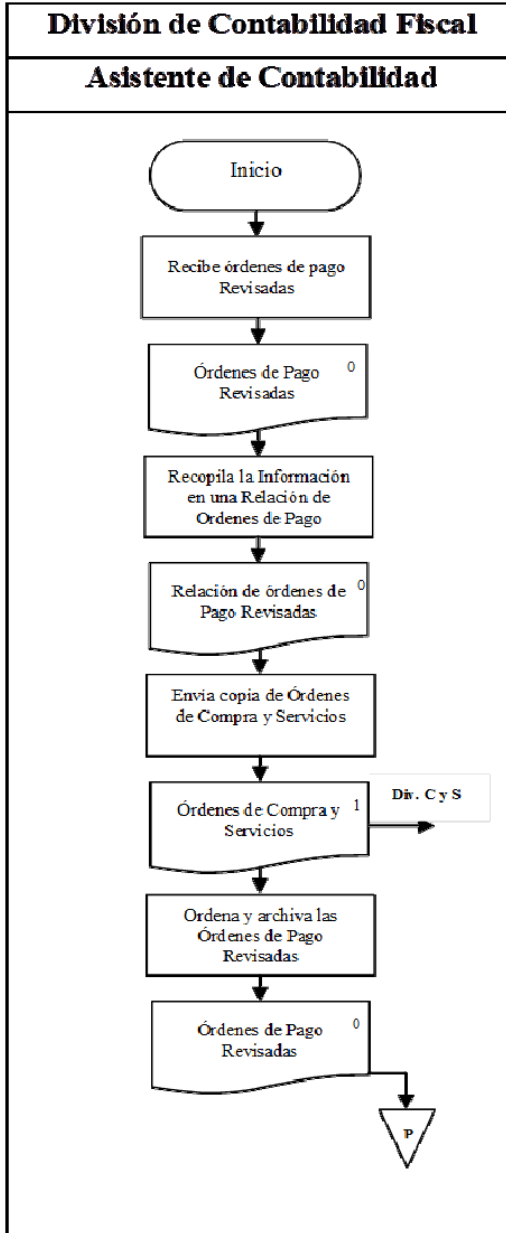 División de Contabilidad Fiscal
Asistente de Contabilidad
Inicio
Recibe órdenes de pago
Revisadas
Órdenes de Pago 0
Revisadas
Recopila la Información
en una Relación de
Ordenes de Pago
Relación de órdenes de 0
Pago Revisadas
Envia copia de Órdenes
de Compra y Servicios
Órdenes de Compra y 1
Servicios
Div. C y S
Ordena y archiva las
Órdenes de Pago
Revisadas
Órdenes de Pago 0
Revisadas
P